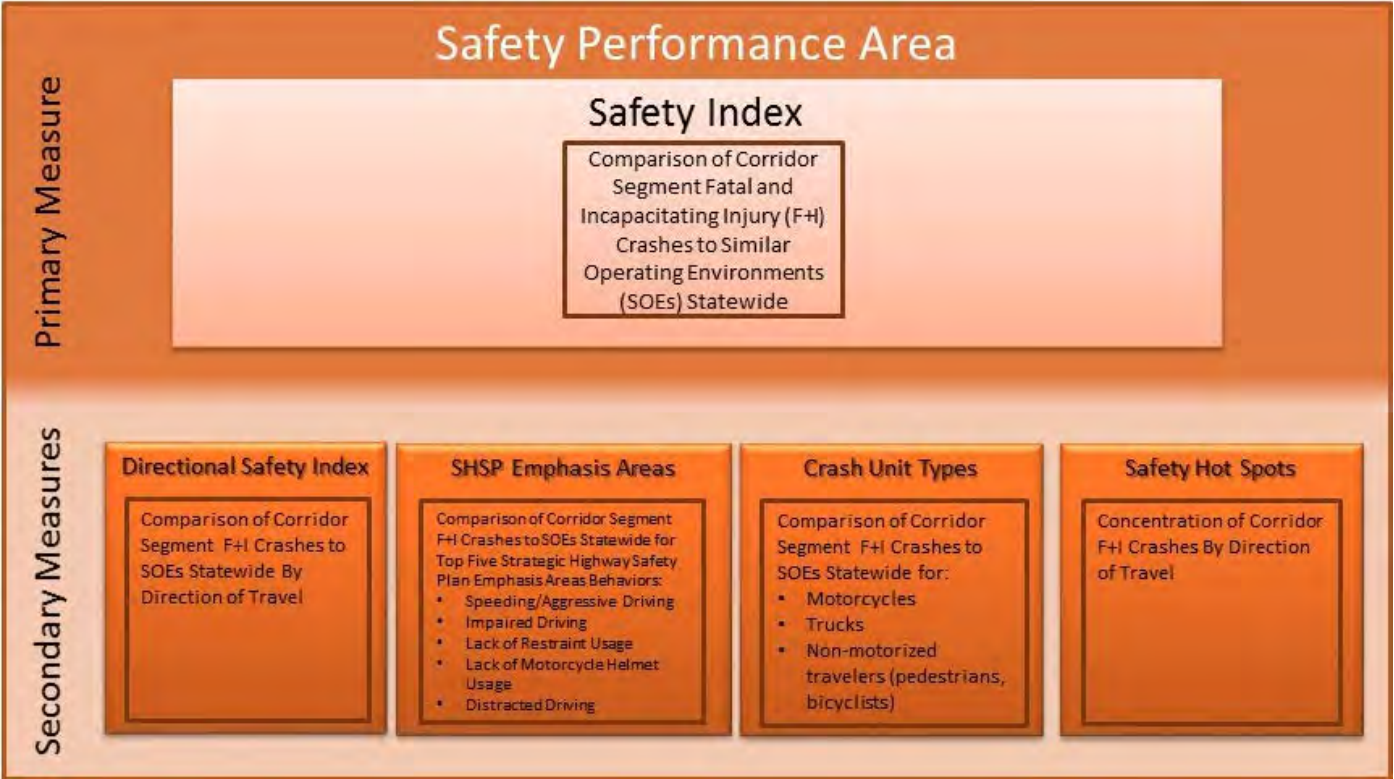 Safety Performance Area
Primary Measure
Safety Index
Comparison of Corridor
Segment Fatal and
Incapacitating Injury (F+I)
Crashes to Similar
Operating Environments
(SOEs) Statewide
Secondary Measures
Directional Safety Index
Comparison of Corridor
Segment F+I Crashes to
SOEs Statewide By
Direction of Travel
SHSP Emphasis Areas
Comparison of Corridor Segment
F+I Crashes to SOEs Statewide for
Top Five Strategic Highway Safety
Plan Emphasis Areas Behaviors:
• Speeding/Aggressive Driving
• Impaired Driving
• Lack of Restraint Usage
• Lack of Motorcycle Helmet
Usage
• Distracted Driving
Crash Unit Types
Comparison of Corridor
Segment F+I Crashes to
SOEs Statewide for:
• Motorcycles
• Trucks
• Non-motorized
travelers (pedestrians,
bicyclists)
Safety Hot Spots
Concentration of Corridor
F+I Crashes By Direction
of Travel